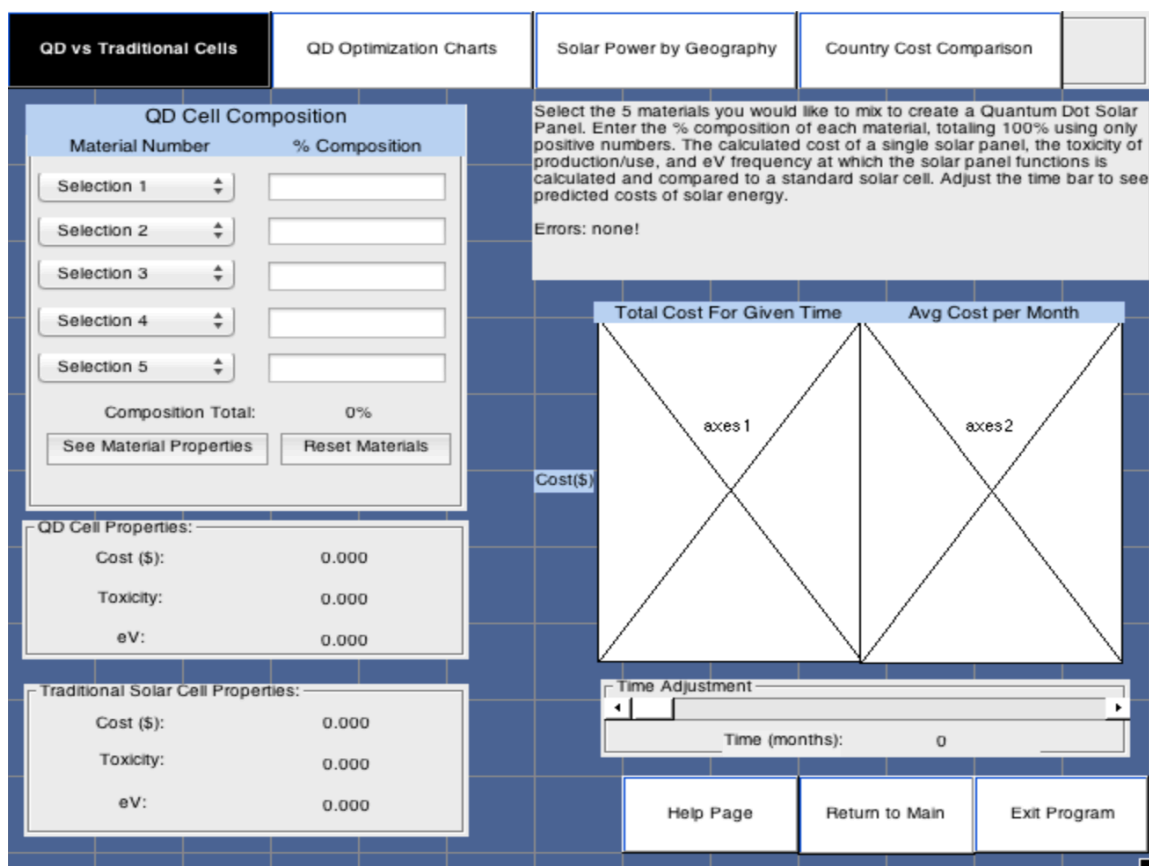 QD vs Traditional Cells
QD Optimization Charts
Solar Power by Geography
Country Cost Comparison
QD Cell Composition
Material Number
% Composition
Selection 1
Selection 2
Selection 3
Selection 4
Selection 5
Composition Total:
0%
See Material Properties
Reset Materials
Select the 5 materials you would like to mix to create a Quantum Dot Solar
Panel. Enter the % composition of each material, totaling 100% using only
positive numbers. The calculated cost of a single solar panel, the toxicity of
production/use, and eV frequency at which the solar panel functions is
calculated and compared to a standard solar cell. Adjust the time bar to see
predicted costs of solar energy.
Errors: none!
Total Cost For Given Time
Avg Cost per Month
axes1
axes2
Cost($)
QD Cell Properties:
Cost ($):
0.000
Toxicity:
0.000
eV:
0.000
Traditional Solar Cell Properties:
Cost ($):
0.000
Toxicity:
0.000
eV:
0.000
Time Adjustment
Time (months):
0
Help Page
Return to Main
Exit Program